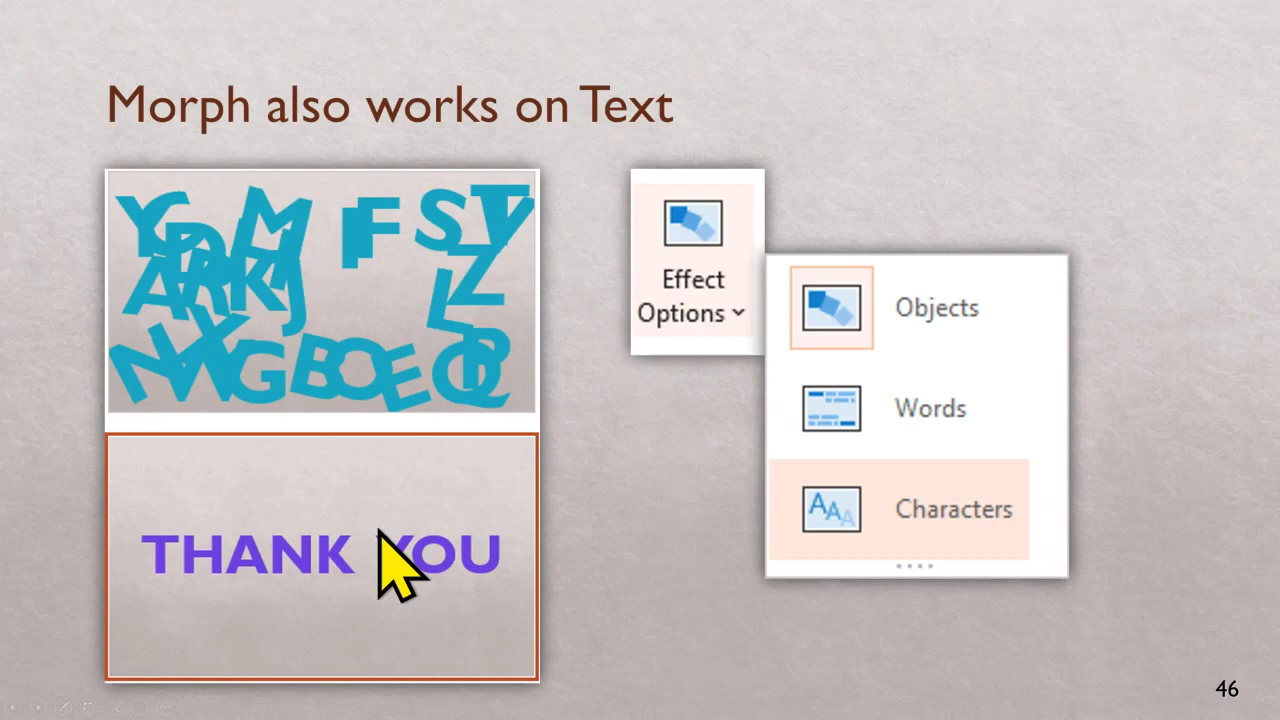 Morph also works on Text
THANK YOU
Effect
Options
Objects
Words
Characters
46